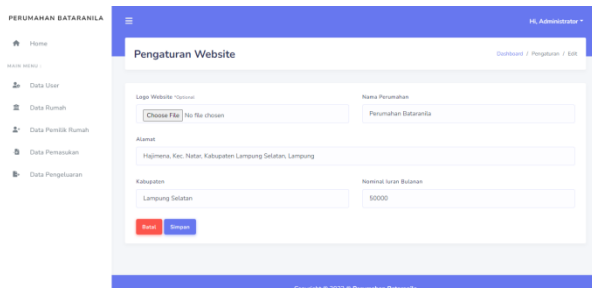 PERUMAHAN BATARANILA
Hi, Administrator
Home
MAIN MENU :
Data User
Data Rumah
Data Pemilik Rumah
Data Pemasukan
Data Pengeluaran
Pengaturan Website
Dashboard / Pengaturan / Edit
Logo Website *Optional
Choose File No file chosen
Nama Perumahan
Perumahan Bataranila
Alamat
Hajimena, Kec. Natar, Kabupaten Lampung Selatan, Lampung
Kabupaten
Lampung Selatan
Nominal Iuran Bulanan
50000
Batal
Simpan